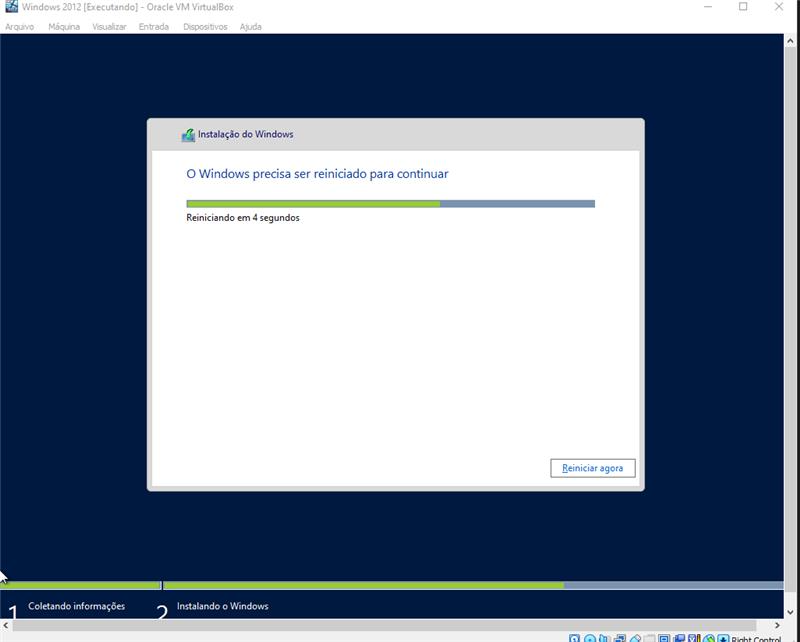 Windows 2012 [Executando] - Oracle VM VirtualBox
Arquivo Máquina Visualizar Entrada Dispositivos Ajuda
Instalação do Windows
O Windows precisa ser reiniciado para continuar
Reiniciando em 4 segundos
Reiniciar agora
1 Coletando informações 2 Instalando o Windows
Right Control